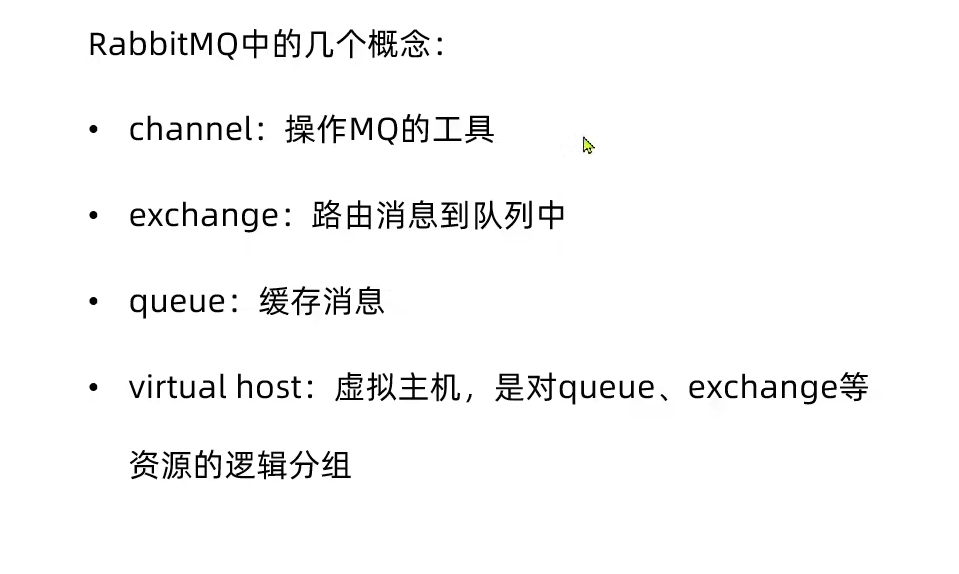 RabbitMQ中的几个概念：
• channel：操作MQ的工具
• exchange：路由消息到队列中
• queue：缓存消息
• virtual host：虚拟主机，是对queue、exchange等
资源的逻辑分组